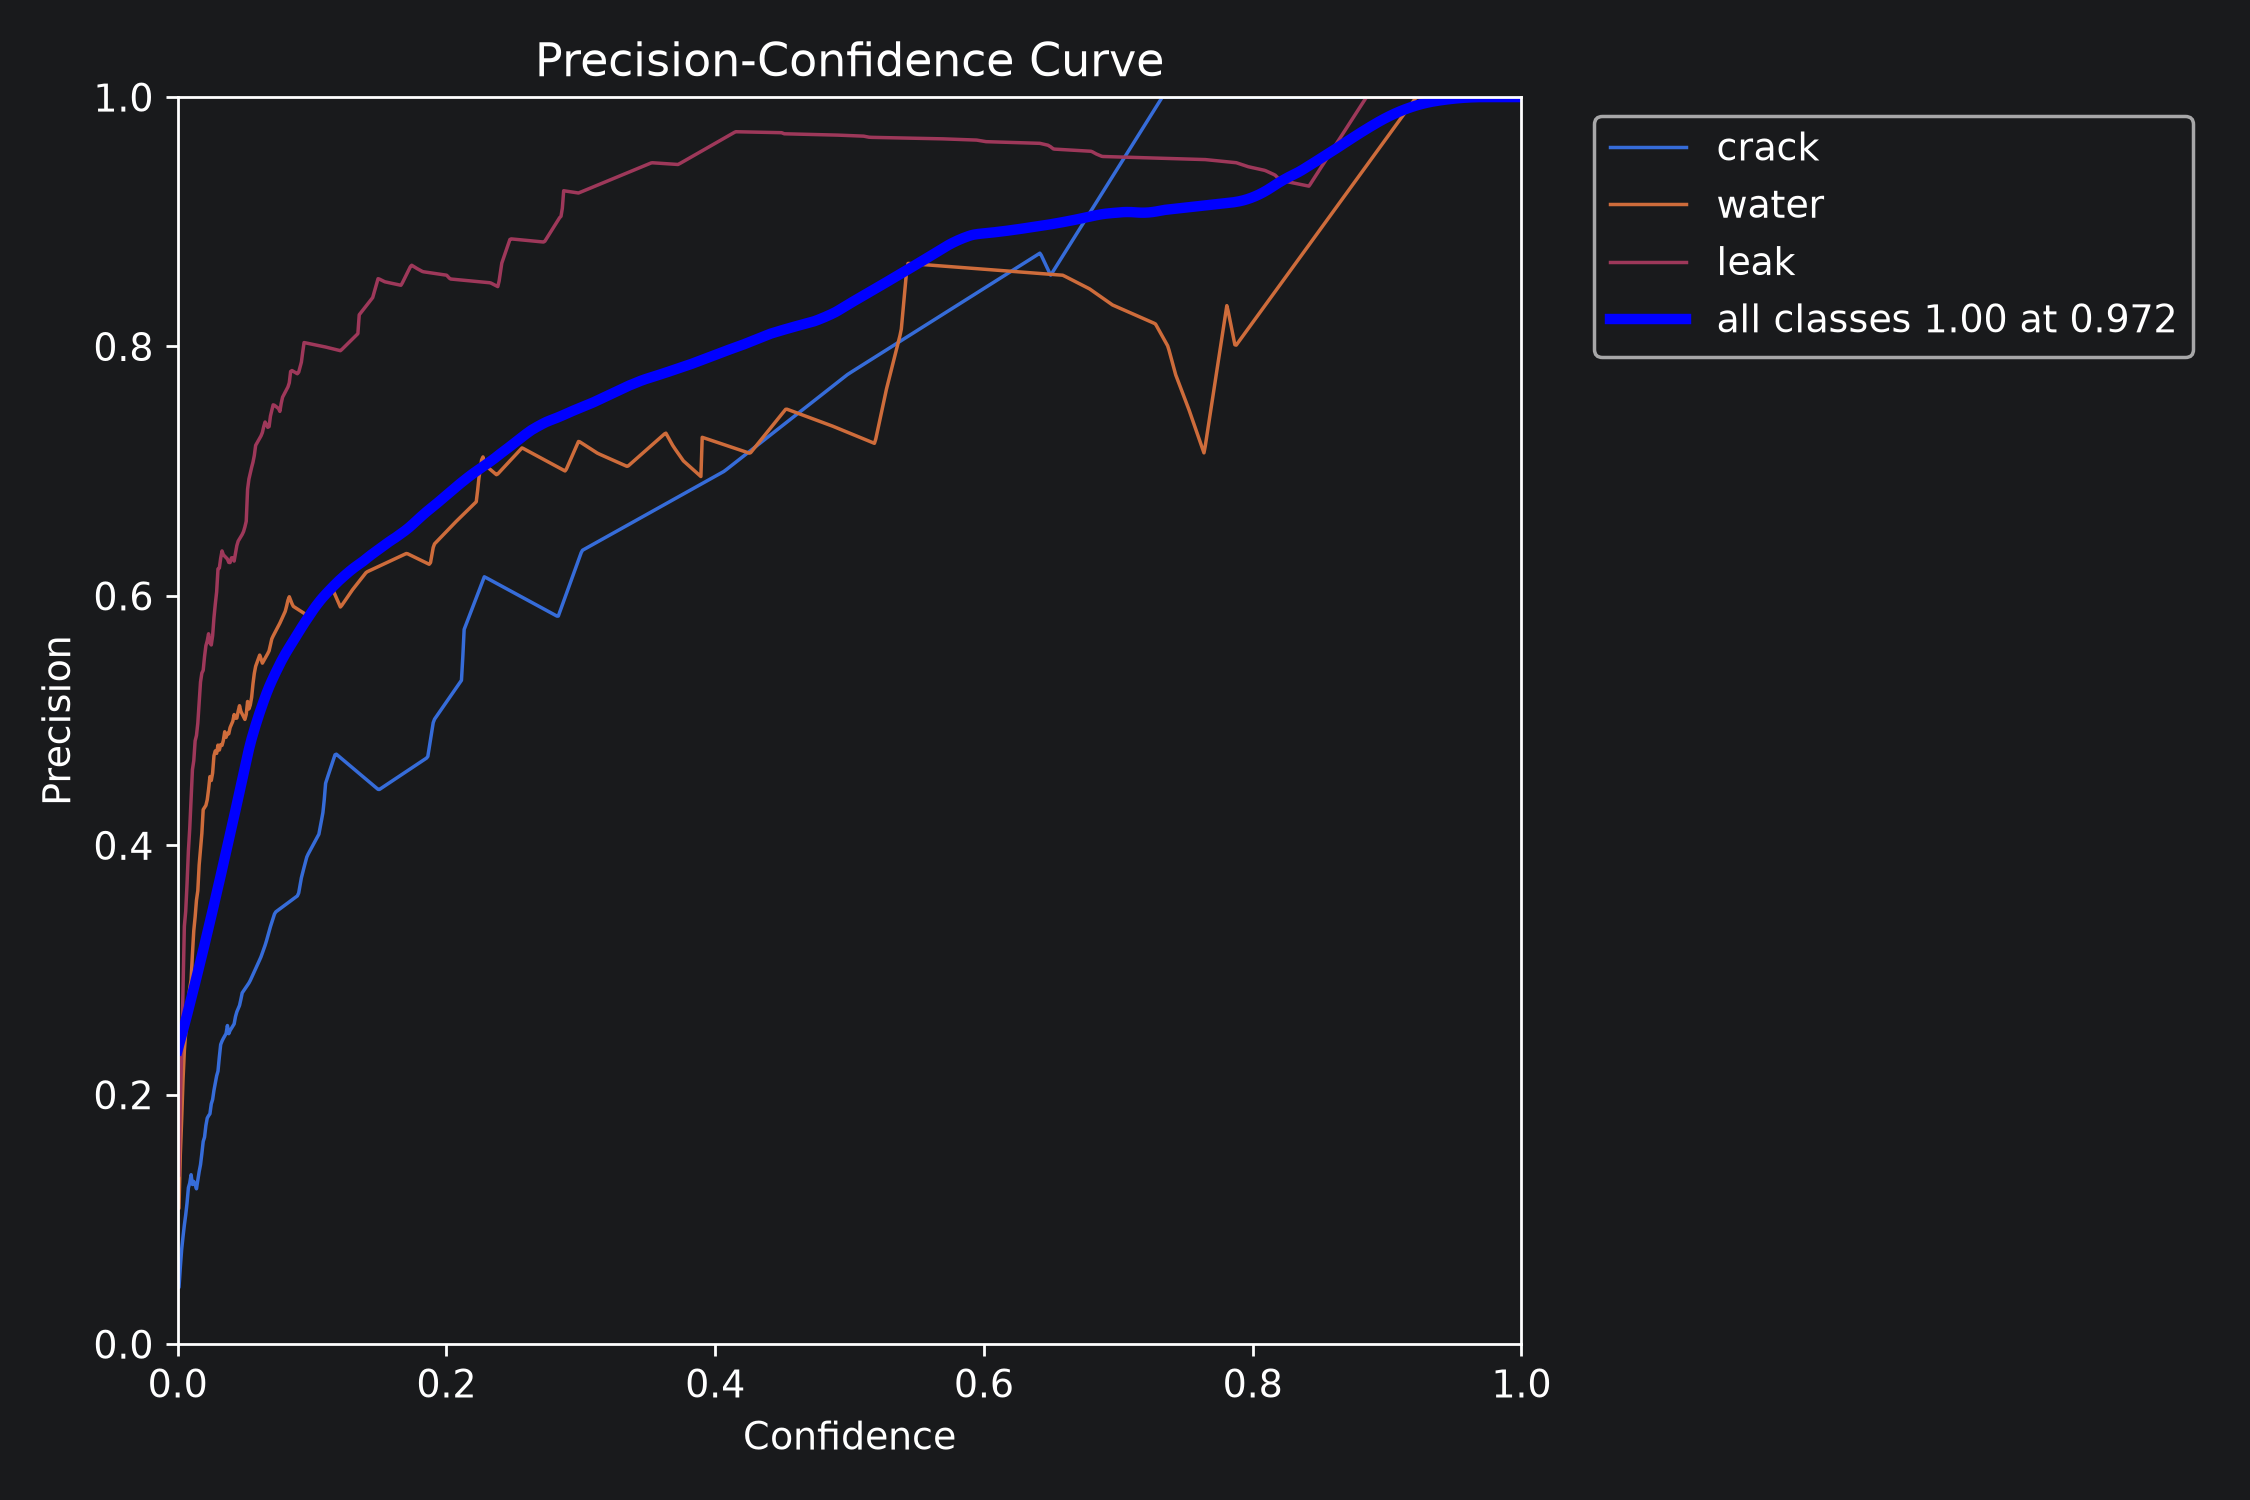 Precision-Confidence Curve
1.0
0.8
0.6
0.4
0.2
0.0
Precision
0.0 0.2 0.4 0.6 0.8 1.0
Confidence
crack
water
leak
all classes 1.00 at 0.972